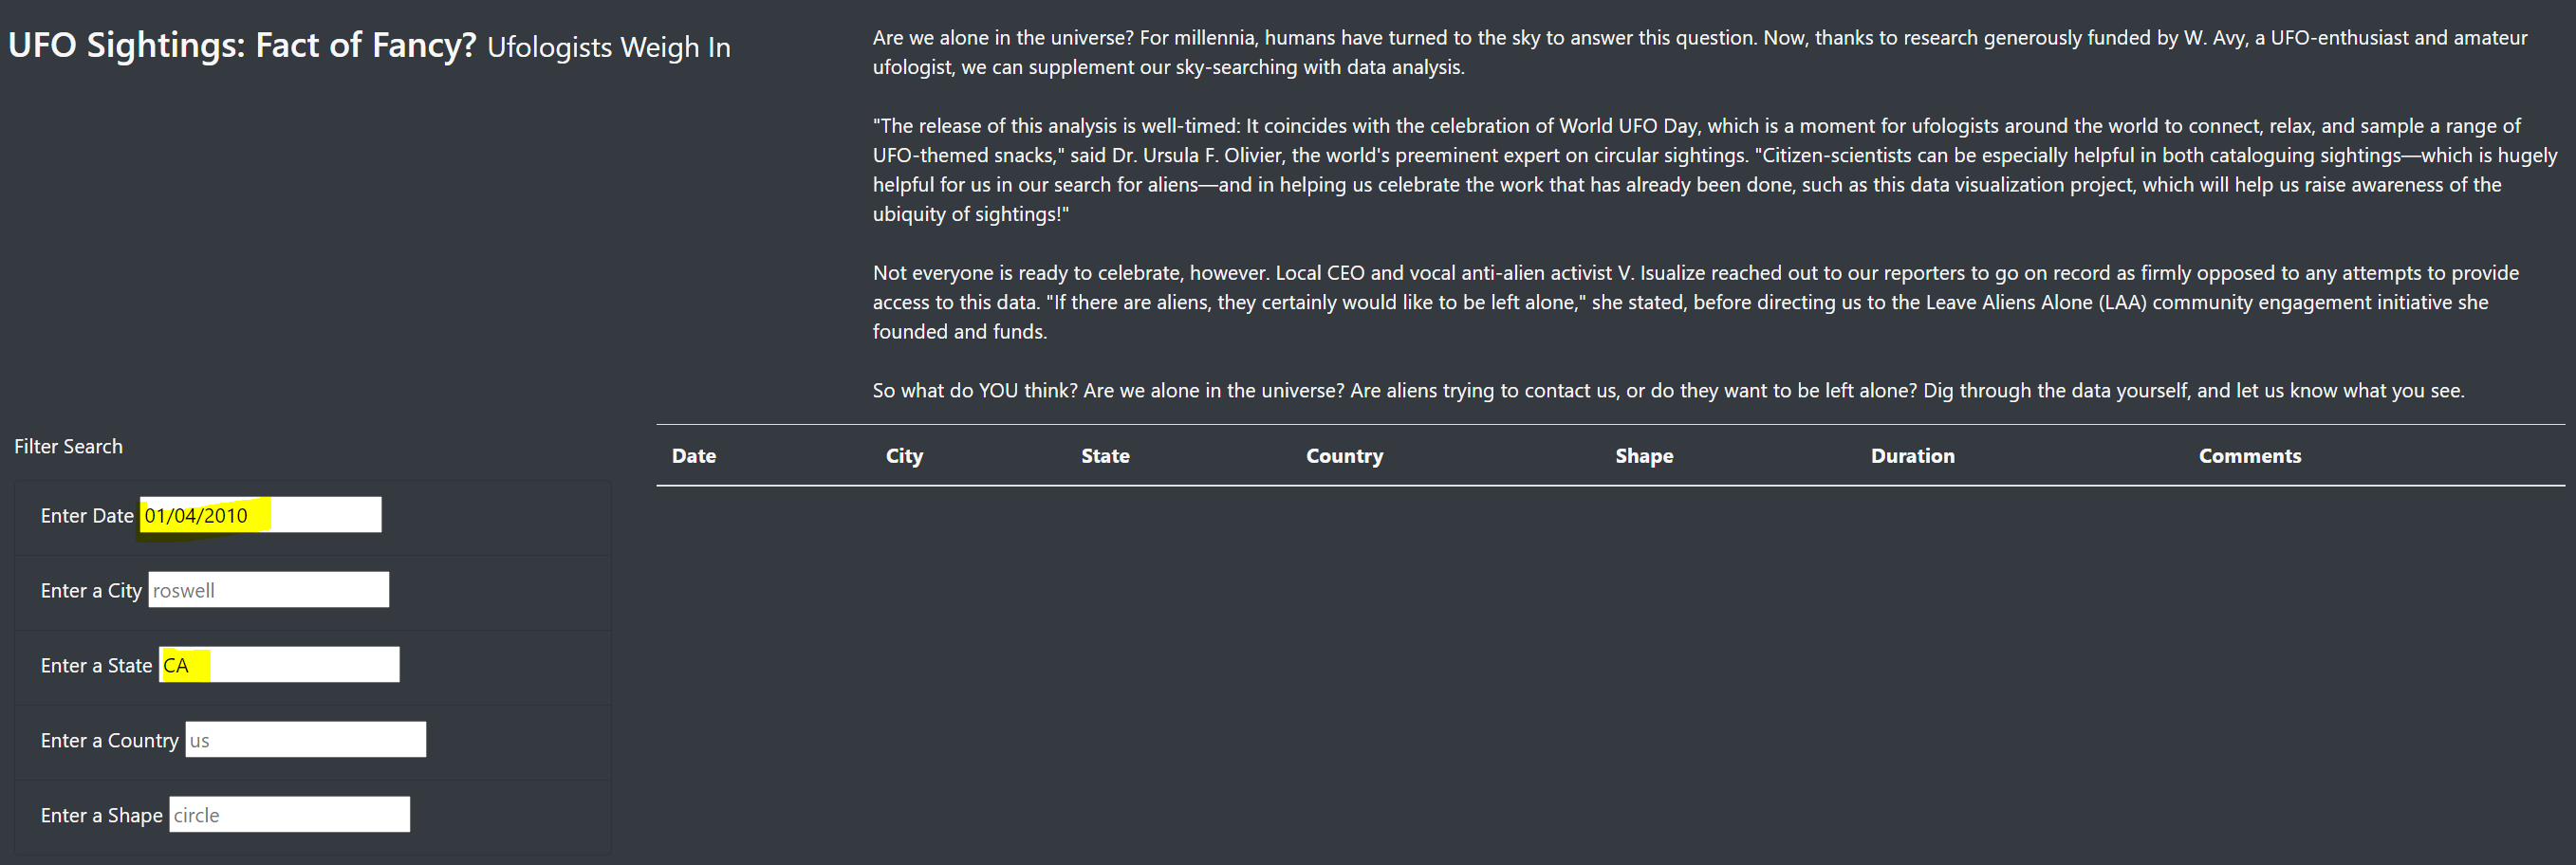 UFO Sightings: Fact of Fancy? Ufologists Weigh In
Are we alone in the universe? For millennia, humans have turned to the sky to answer this question. Now, thanks to research generously funded by W. Avy, a UFO-enthusiast and amateur
ufologist, we can supplement our sky-searching with data analysis.
"The release of this analysis is well-timed: It coincides with the celebration of World UFO Day, which is a moment for ufologists around the world to connect, relax, and sample a range of
UFO-themed snacks," said Dr. Ursula F. Olivier, the world's preeminent expert on circular sightings. "Citizen-scientists can be especially helpful in both cataloguing sightings—which is hugely
helpful for us in our search for aliens—and in helping us celebrate the work that has already been done, such as this data visualization project, which will help us raise awareness of the
ubiquity of sightings!"
Not everyone is ready to celebrate, however. Local CEO and vocal anti-alien activist V. Isualize reached out to our reporters to go on record as firmly opposed to any attempts to provide
access to this data. "If there are aliens, they certainly would like to be left alone," she stated, before directing us to the Leave Aliens Alone (LAA) community engagement initiative she
founded and funds.
So what do YOU think? Are we alone in the universe? Are aliens trying to contact us, or do they want to be left alone? Dig through the data yourself, and let us know what you see.
Filter Search
Enter Date 01/04/2010
Enter a City roswell
Enter a State CA
Enter a Country us
Enter a Shape circle
Date City State Country Shape Duration Comments